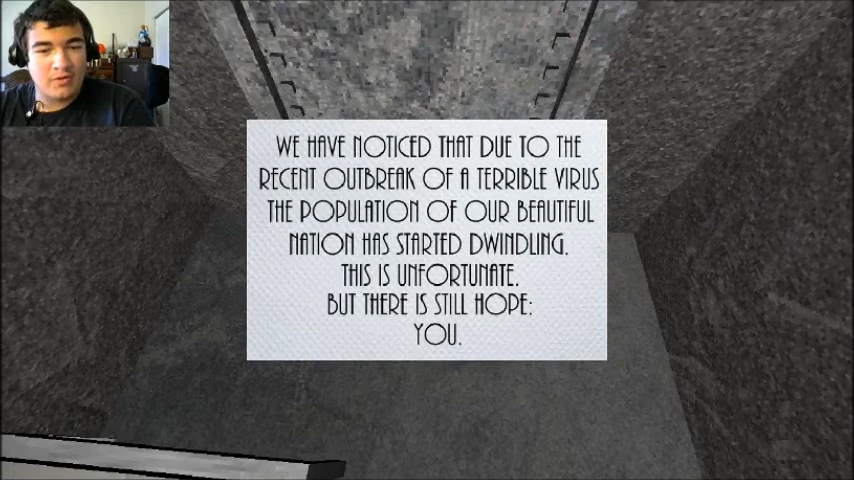 WE HAVE NOTICED THAT DUE TO THE
RECENT OUTBREAK OF A TERRIBLE VIRUS
THE POPULATION OF OUR BEAUTIFUL
NATION HAS STARTED DWINDLING.
THIS IS UNFORTUNATE.
BUT THERE IS STILL HOPE:
YOU.